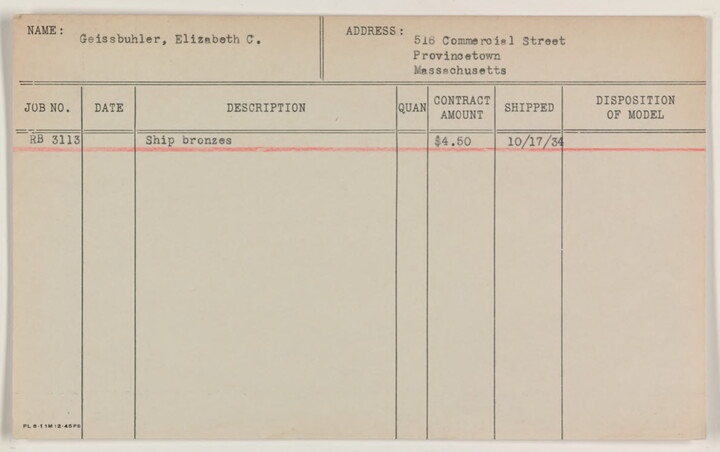 NAME: Geissbuhler, Elizabeth C. ADDRESS: 516 Commercial Street
Provincetown
Massachusetts
JOB NO. DATE DESCRIPTION QUAN CONTRACT AMOUNT SHIPPED DISPOSITION OF MODEL
RB 3113 Ship bronzes $4.50 10/17/34